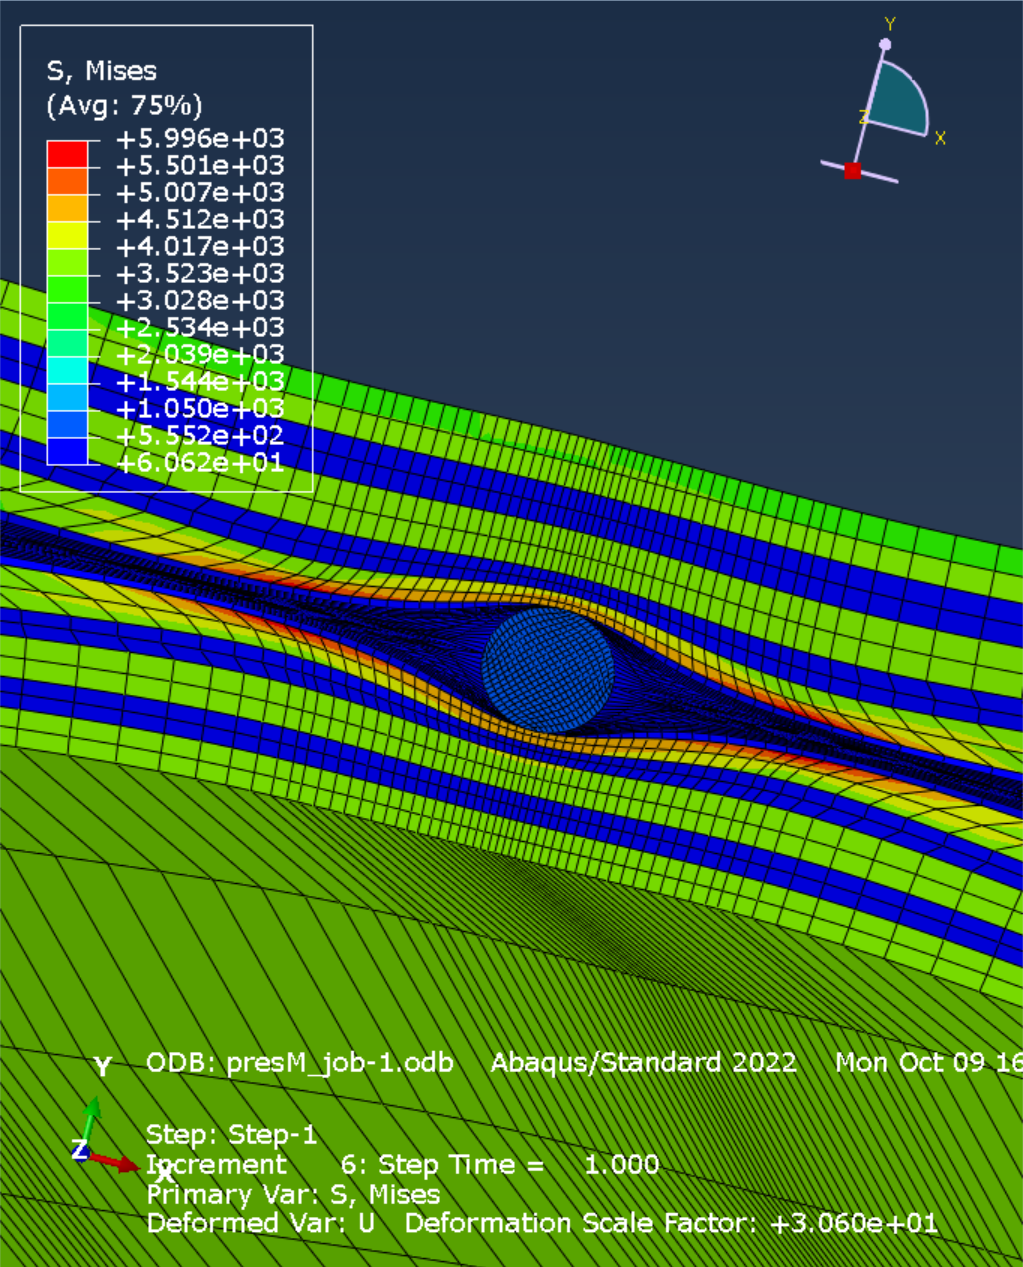 S, Mises
(Avg: 75%)
+5.996e+03
+5.501e+03
+5.007e+03
+4.512e+03
+4.017e+03
+3.523e+03
+3.028e+03
+2.534e+03
+2.039e+03
+1.544e+03
+1.050e+03
+5.552e+02
+6.062e+01
Y
Z
X
Y
Z
X
ODB: presM_job-1.odb Abaqus/Standard 2022 Mon Oct 09 16
Step: Step-1
Increment 6: Step Time = 1.000
Primary Var: S, Mises
Deformed Var: U Deformation Scale Factor: +3.060e+01